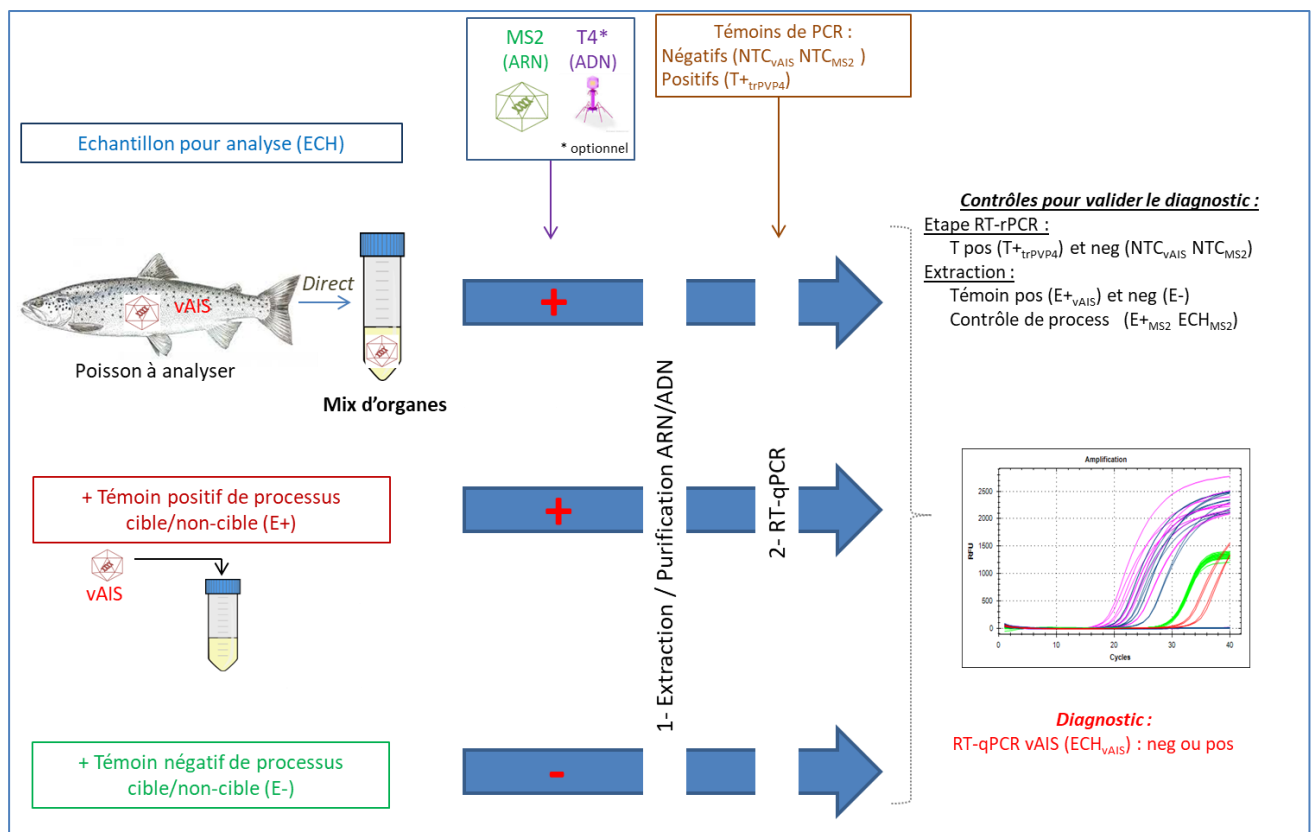 MS2
(ARN)
T4*
(ADN)
* optionnel
Témoins de PCR :
Négatifs (NTCvAIS NTCMS2 )
Positifs (T+trPVP4)
Echantillon pour analyse (ECH)
vAIS
Direct
Poisson à analyser
Mix d'organes
+
Contrôles pour valider le diagnostic :
Etape RT-rPCR :
T pos (T+trPVP4) et neg (NTCvAIS NTCMS2)
Extraction :
Témoin pos (E+vAIS) et neg (E-)
Contrôle de process (E+MS2 ECHMS2)
+ Témoin positif de processus
cible/non-cible (E+)
vAIS
+
1- Extraction / Purification ARN/ADN
2- RT-qPCR
Amplification
RFU
2500
2000
1500
1000
500
0
0
10
20
30
40
Cycles
+ Témoin négatif de processus
cible/non-cible (E-)
-
Diagnostic :
RT-qPCR vAIS (ECHvAIS) : neg ou pos